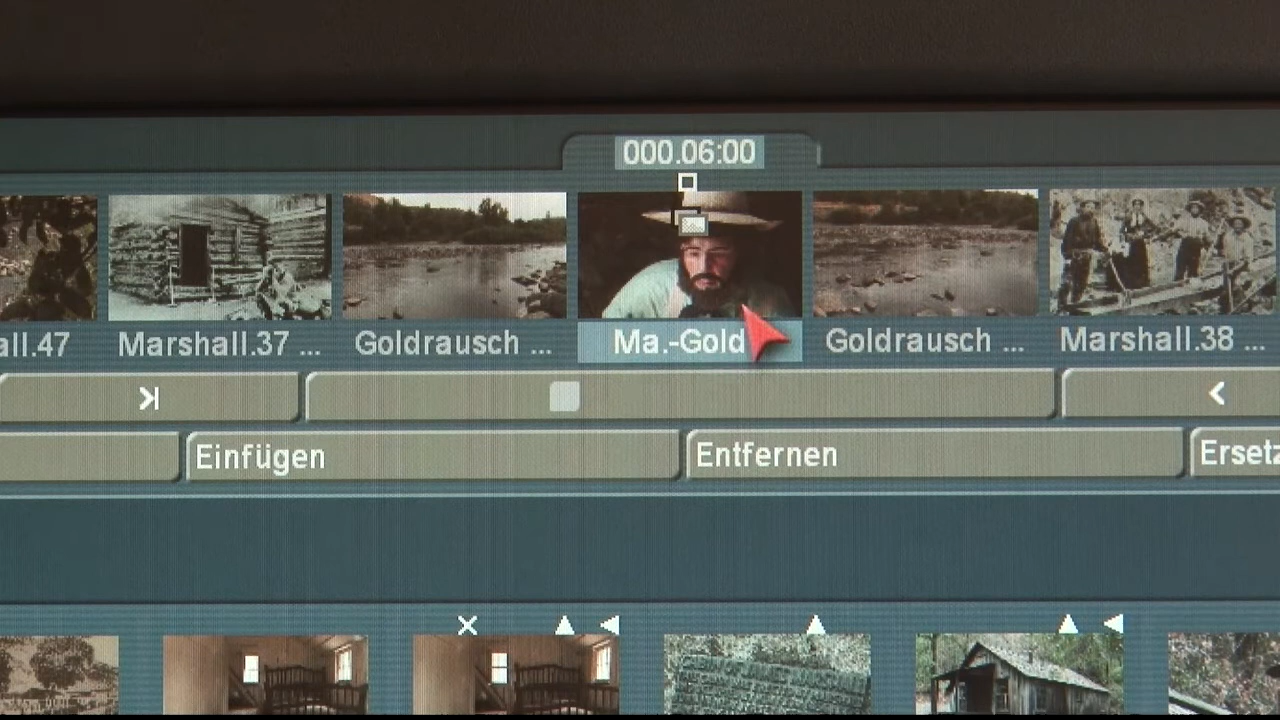 000.06:00
all.47
Marshall.37 ...
Goldrausch ...
Ma.-Gold
Goldrausch ...
Marshall.38 ...
Einfügen
Entfernen
Ersetz